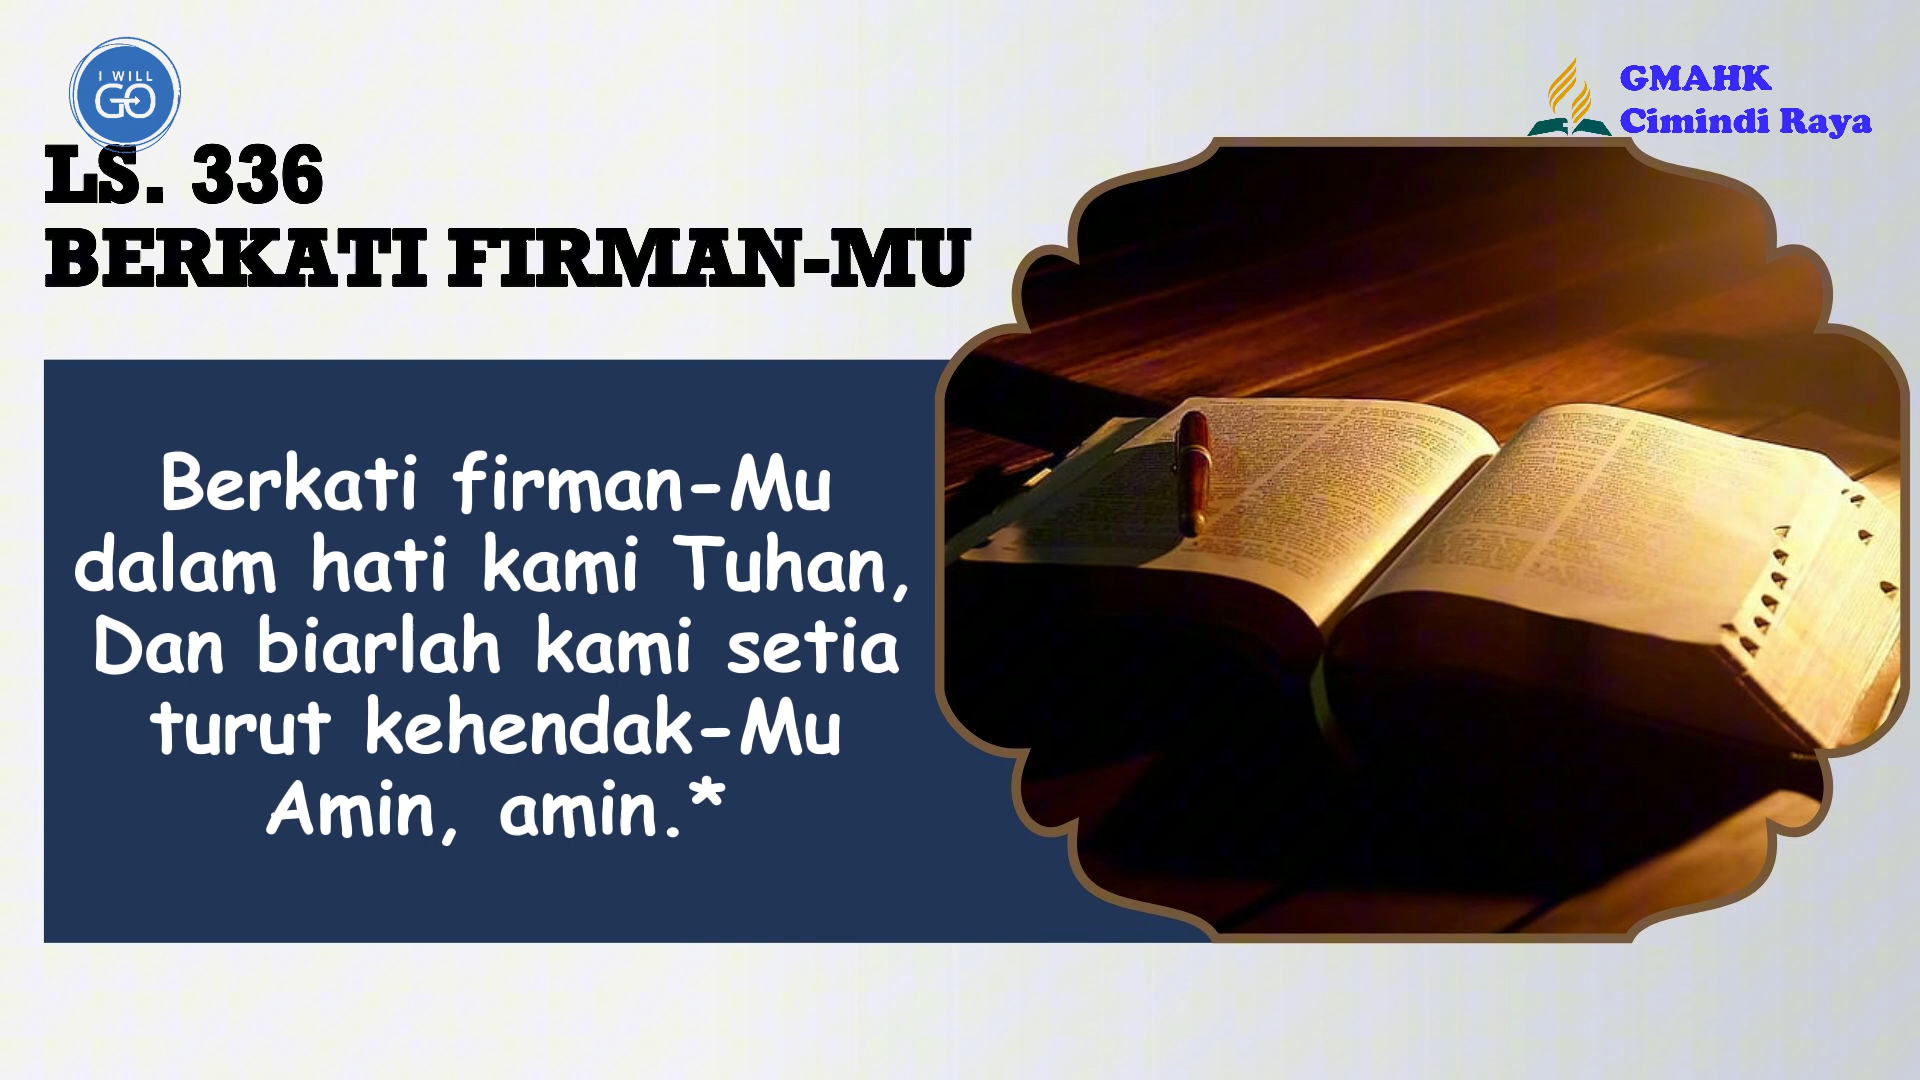 I WILL
GO
GMAHK
Cimindi Raya
LS. 336
BERKATI FIRMAN-MU
Berkati firman-Mu
dalam hati kami Tuhan,
Dan biarlah kami setia
turut kehendak-Mu
Amin, amin.*